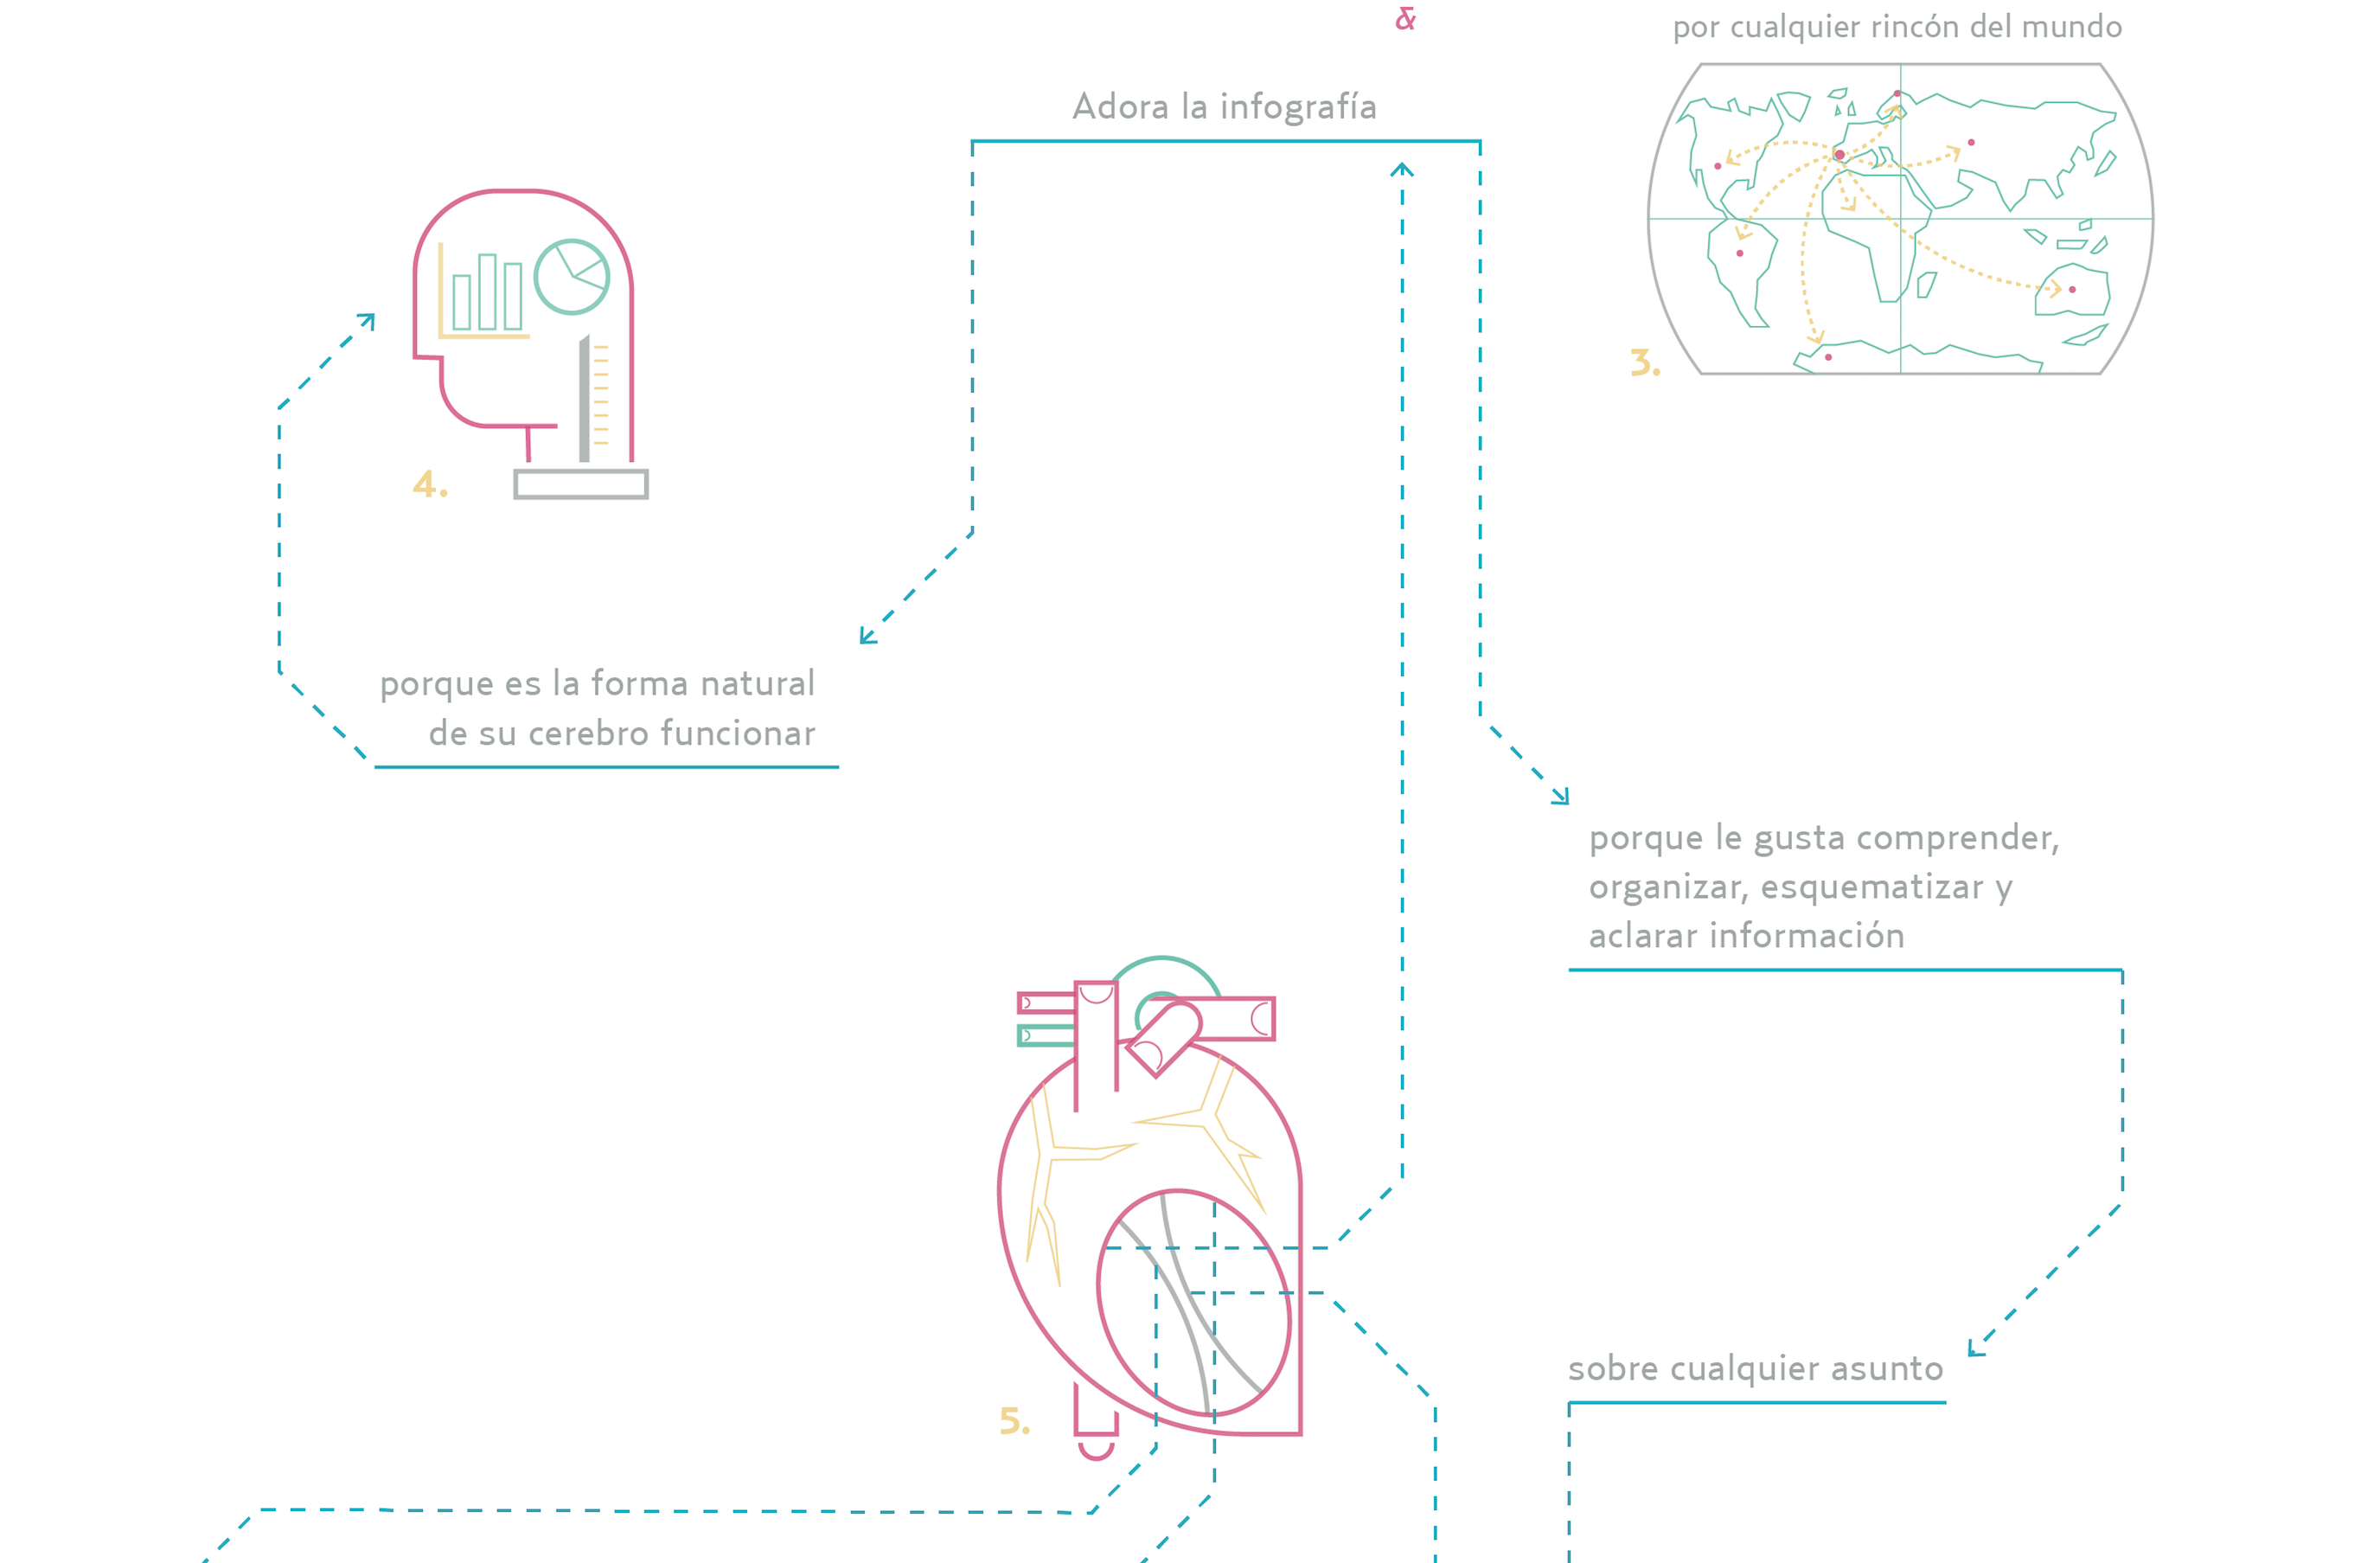 &
por cualquier rincón del mundo
Adora la infografía
3.
4.
porque es la forma natural
de su cerebro funcionar
porque le gusta comprender,
organizar, esquematizar y
aclarar información
sobre cualquier asunto
5.